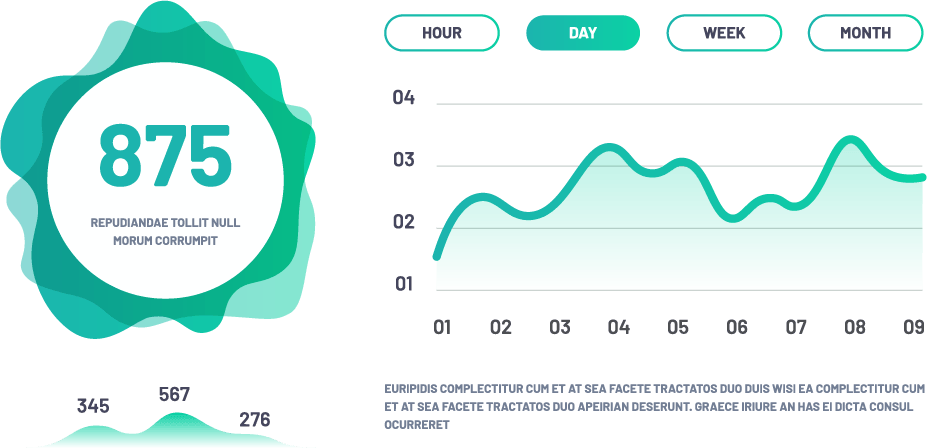 875
REPUDIANDAE TOLLIT NULL
MORUM CORRUMPIT
345
567
276
HOUR
DAY
WEEK
MONTH
04
03
02
01
01 02 03 04 05 06 07 08 09
EURIPIDIS COMPLECTITUR CUM ET AT SEA FACETE TRACTATOS DUO DUIS WISI EA COMPLECTITUR CUM
ET AT SEA FACETE TRACTATOS DUO APEIRIAN DESERUNT. GRAECE IRIURE AN HAS EI DICTA CONSUL
OCURRERET